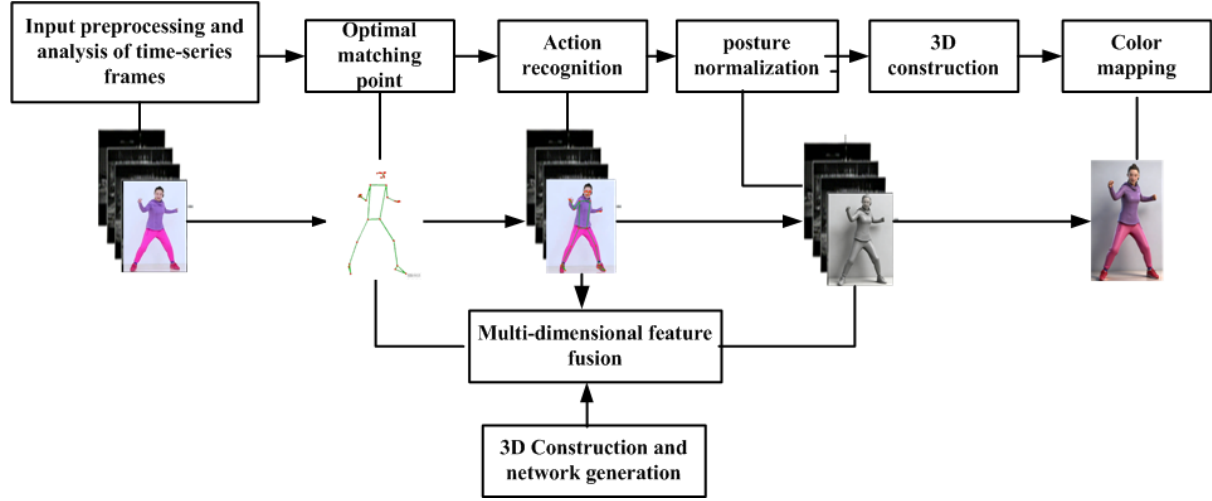 Input preprocessing and
analysis of time-series
frames
Optimal
matching
point
Action
recognition
posture
normalization
3D
construction
Color
mapping
Multi-dimensional feature
fusion
3D Construction and
network generation